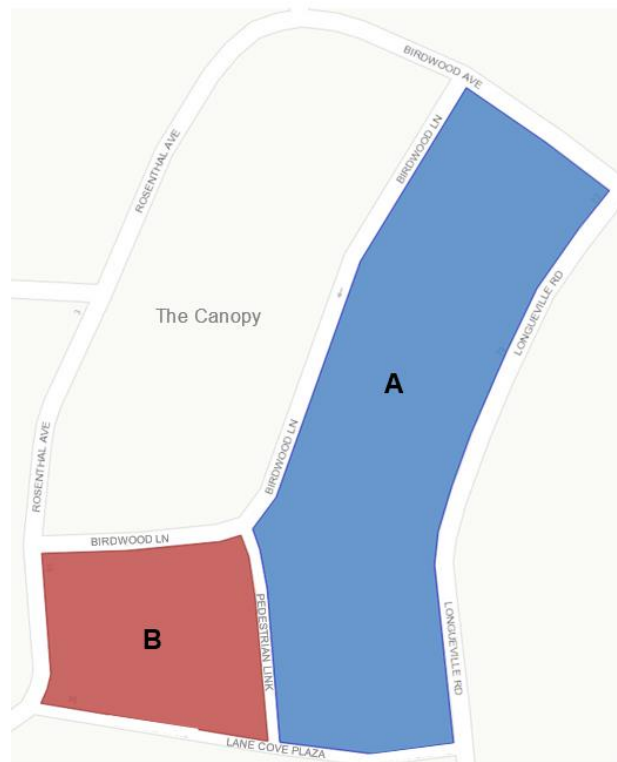 BIRDWOOD AVE
BIRDWOOD LN
ROSENTHAL AVE
LONGUEVILLE RD
The Canopy
A
BIRDWOOD LN
ROSENTHAL AVE
BIRDWOOD LN
PEDESTRIAN LINK
B
LONGUEVILLE RD
LANE COVE PLAZA